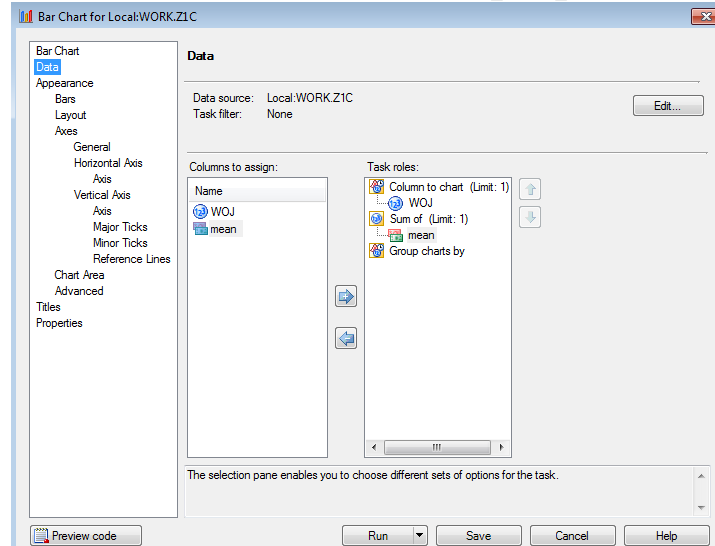 Bar Chart for Local:WORK.Z1C
Bar Chart
Data
Appearance
Bars
Layout
Axes
General
Horizontal Axis
Axis
Vertical Axis
Axis
Major Ticks
Minor Ticks
Reference Lines
Chart Area
Advanced
Titles
Properties
Data
Data source: Local:WORK.Z1C
Task filter: None
Edit...
Columns to assign:
Name
WOJ
mean
Task roles:
Column to chart (Limit: 1)
WOJ
Sum of (Limit: 1)
mean
Group charts by
The selection pane enables you to choose different sets of options for the task.
Preview code
Run
Save
Cancel
Help